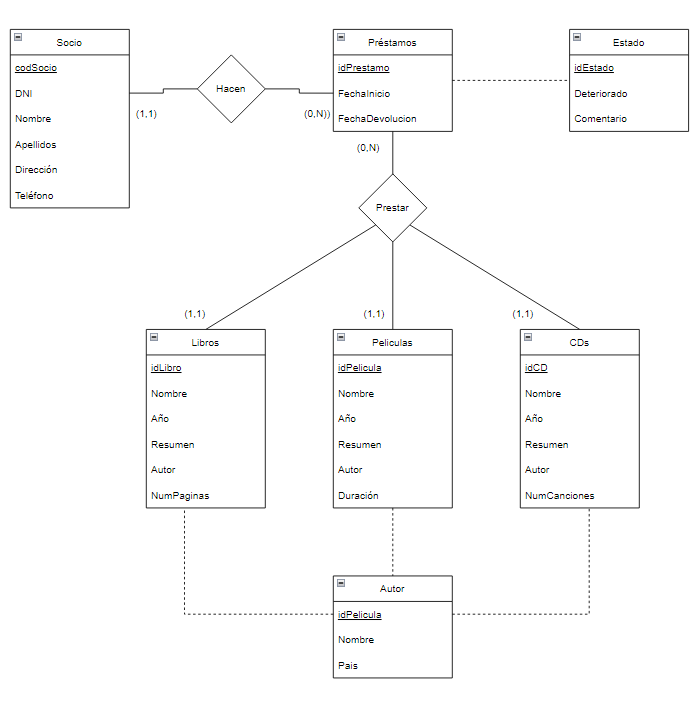 Socio
codSocio
DNI
Nombre
Apellidos
Dirección
Teléfono
Hacen
(1,1)
(0,N))
Préstamos
idPrestamo
FechaInicio
FechaDevolucion
Estado
idEstado
Deteriorado
Comentario
(0,N)
Prestar
(1,1)
(1,1)
(1,1)
Libros
idLibro
Nombre
Año
Resumen
Autor
NumPaginas
Peliculas
idPelicula
Nombre
Año
Resumen
Autor
Duración
CDs
idCD
Nombre
Año
Resumen
Autor
NumCanciones
Autor
idPelicula
Nombre
Pais